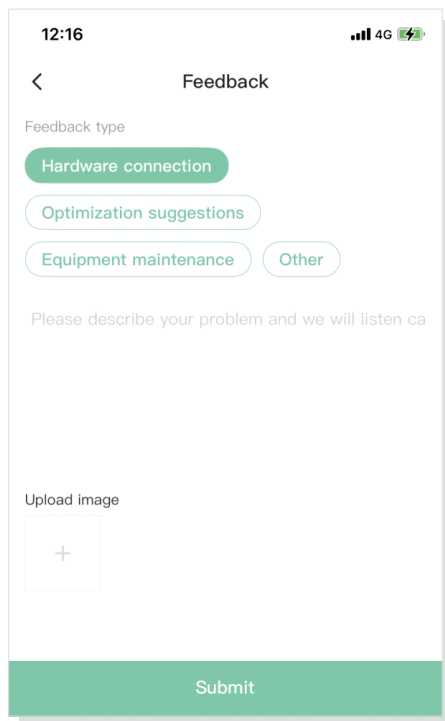 12:16
4G
Feedback
Feedback type
Hardware connection
Optimization suggestions
Equipment maintenance Other
Please describe your problem and we will listen ca
Upload image
+
Submit